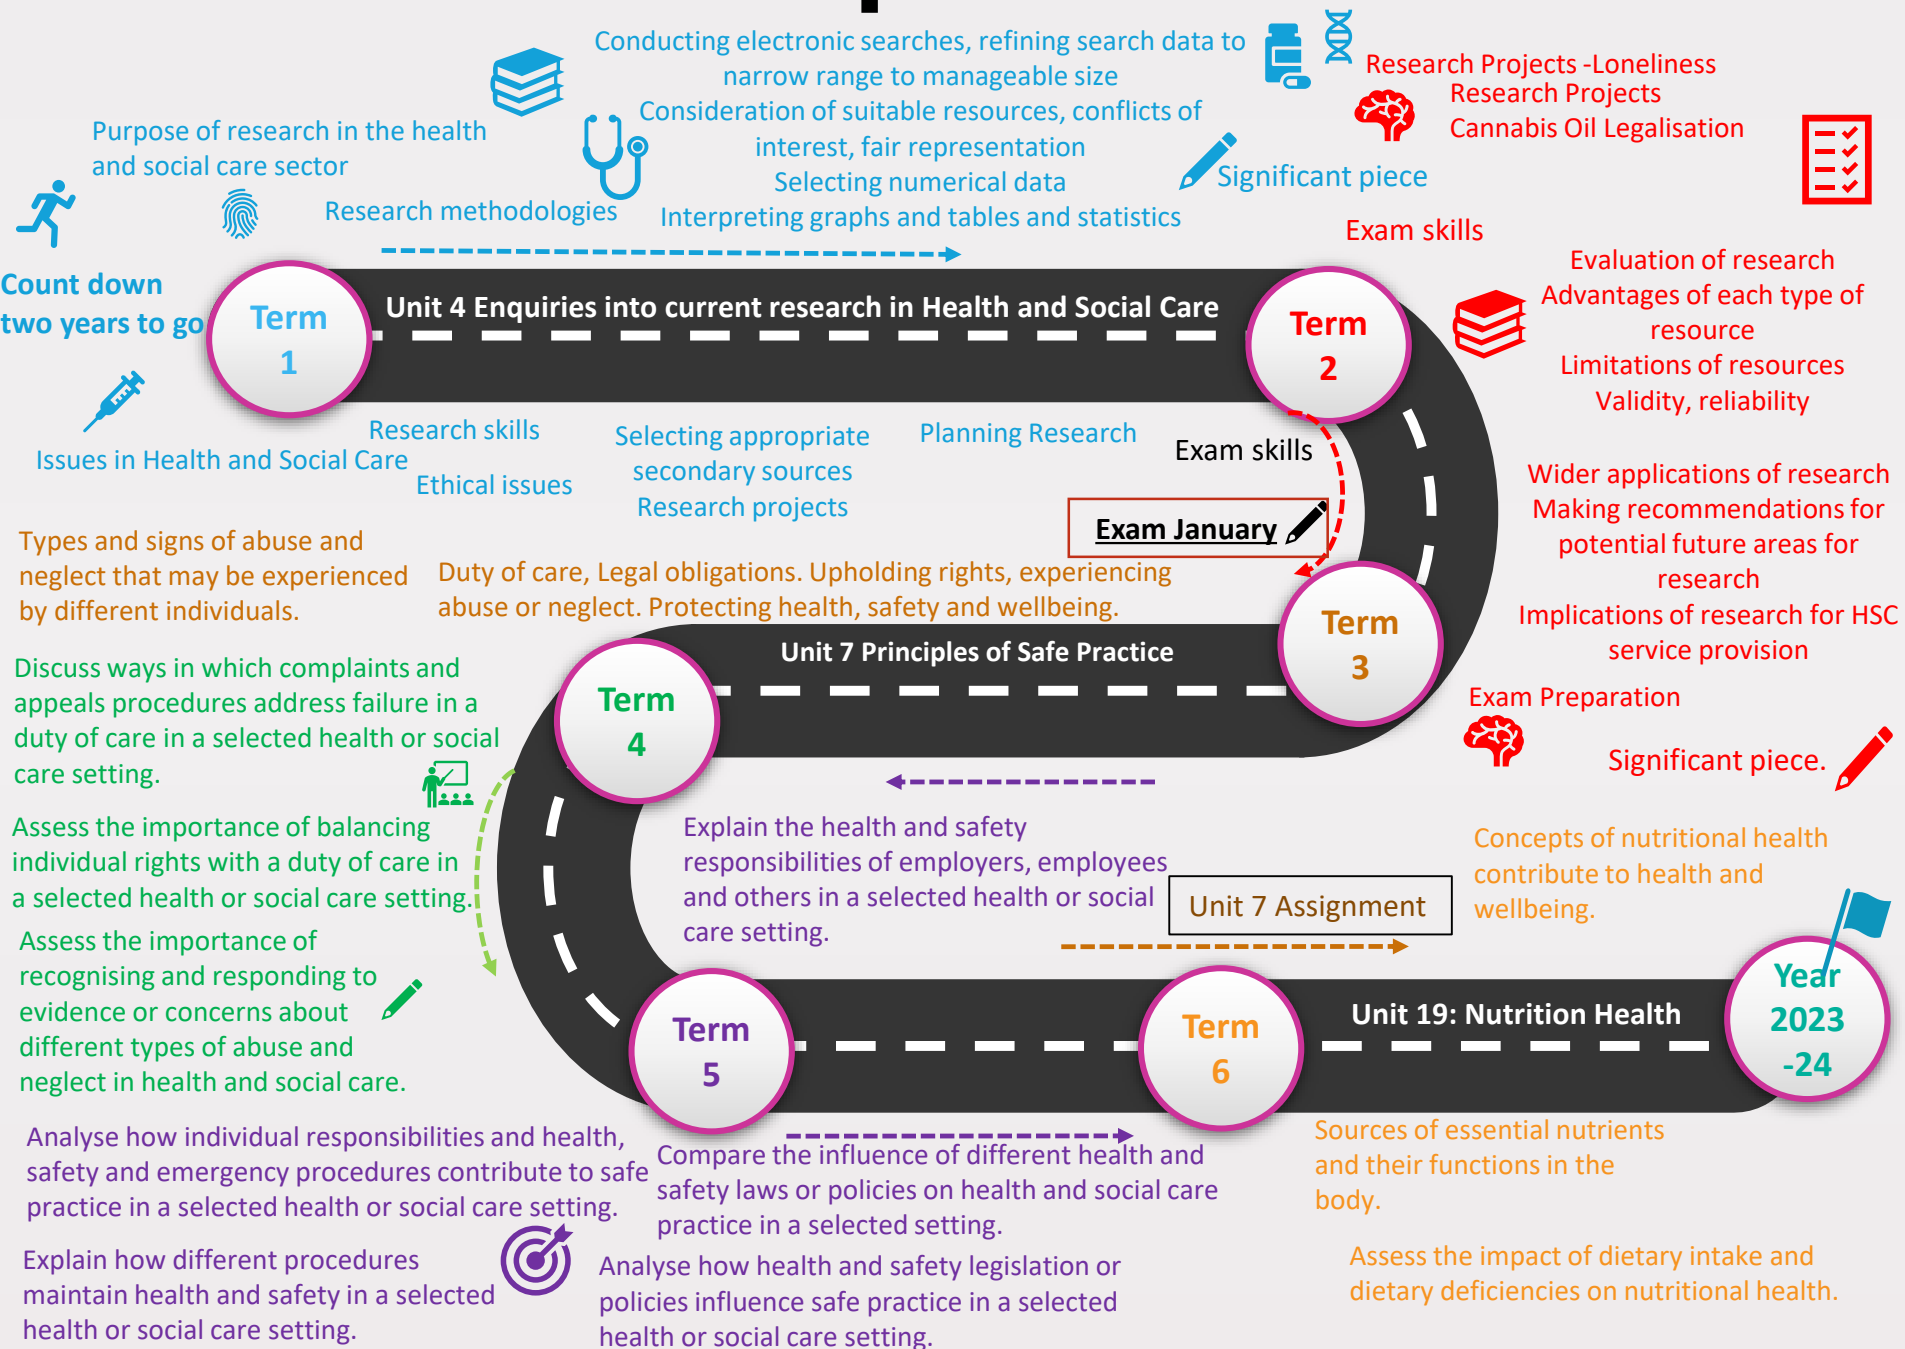 Conducting electronic searches, refining search data to
narrow range to manageable size
Consideration of suitable resources, conflicts of
interest, fair representation
Selecting numerical data
Interpreting graphs and tables and statistics
Purpose of research in the health
and social care sector
Research methodologies
Significant piece
Research Projects -Loneliness
Research Projects
Cannabis Oil Legalisation
Exam skills
Count down
two years to go
Term
1
Unit 4 Enquiries into current research in Health and Social Care
Term
2
Evaluation of research
Advantages of each type of
resource
Limitations of resources
Validity, reliability
Issues in Health and Social Care
Research skills
Ethical issues
Selecting appropriate
secondary sources
Research projects
Planning Research
Exam skills
Exam January
Wider applications of research
Making recommendations for
potential future areas for
research
Implications of research for HSC
service provision
Exam Preparation
Significant piece.
Types and signs of abuse and
neglect that may be experienced
by different individuals.
Duty of care, Legal obligations. Upholding rights, experiencing
abuse or neglect. Protecting health, safety and wellbeing.
Term
3
Unit 7 Principles of Safe Practice
Term
4
Discuss ways in which complaints and
appeals procedures address failure in a
duty of care in a selected health or social
care setting.
Assess the importance of balancing
individual rights with a duty of care in
a selected health or social care setting.
Assess the importance of
recognising and responding to
evidence or concerns about
different types of abuse and
neglect in health and social care.
Explain the health and safety
responsibilities of employers, employees
and others in a selected health or social
care setting.
Unit 7 Assignment
Concepts of nutritional health
contribute to health and
wellbeing.
Term
5
Term
6
Unit 19: Nutrition Health
Year
2023
-24
Analyse how individual responsibilities and health,
safety and emergency procedures contribute to safe
practice in a selected health or social care setting.
Explain how different procedures
maintain health and safety in a selected
health or social care setting.
Compare the influence of different health and
safety laws or policies on health and social care
practice in a selected setting.
Analyse how health and safety legislation or
policies influence safe practice in a selected
health or social care setting.
Sources of essential nutrients
and their functions in the
body.
Assess the impact of dietary intake and
dietary deficiencies on nutritional health.